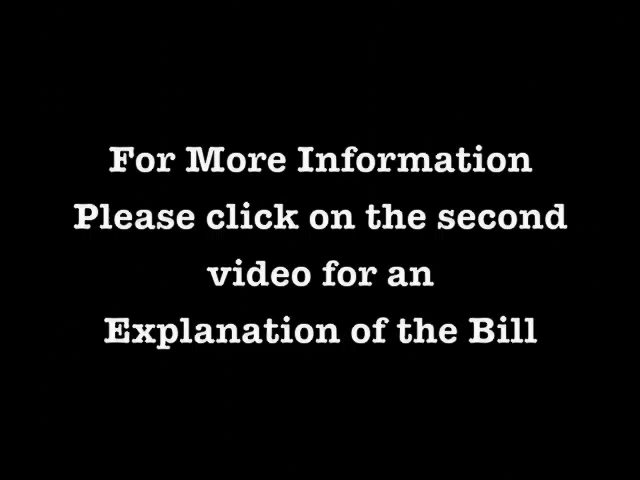 For More Information
Please click on the second
video for an
Explanation of the Bill